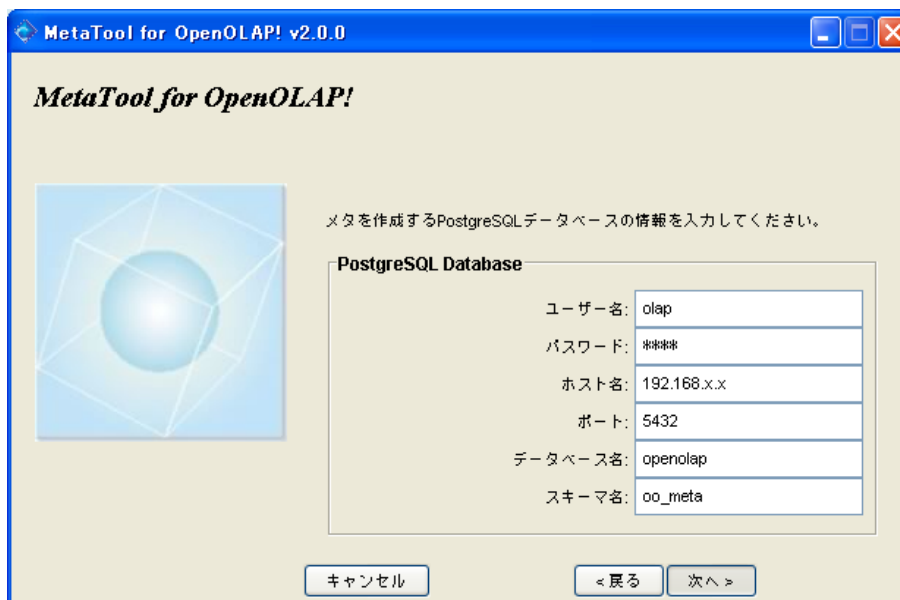 MetaTool for OpenOLAP! v2.0.0
MetaTool for OpenOLAP!
メタを作成するPostgreSQLデータベースの情報を入力してください。
PostgreSQL Database
ユーザー名: olap
パスワード: ****
ホスト名: 192.168.x.x
ポート: 5432
データベース名: openolap
スキーマ名: oo_meta
キャンセル <戻る 次へ>